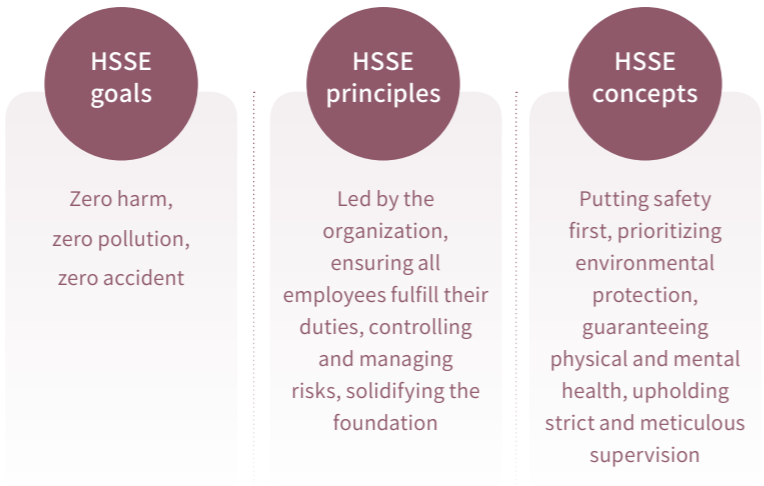 HSSE
goals
Zero harm,
zero pollution,
zero accident
HSSE
principles
Led by the
organization,
ensuring all
employees fulfill their
duties, controlling
and managing
risks, solidifying the
foundation
HSSE
concepts
Putting safety
first, prioritizing
environmental
protection,
guaranteeing
physical and mental
health, upholding
strict and meticulous
supervision